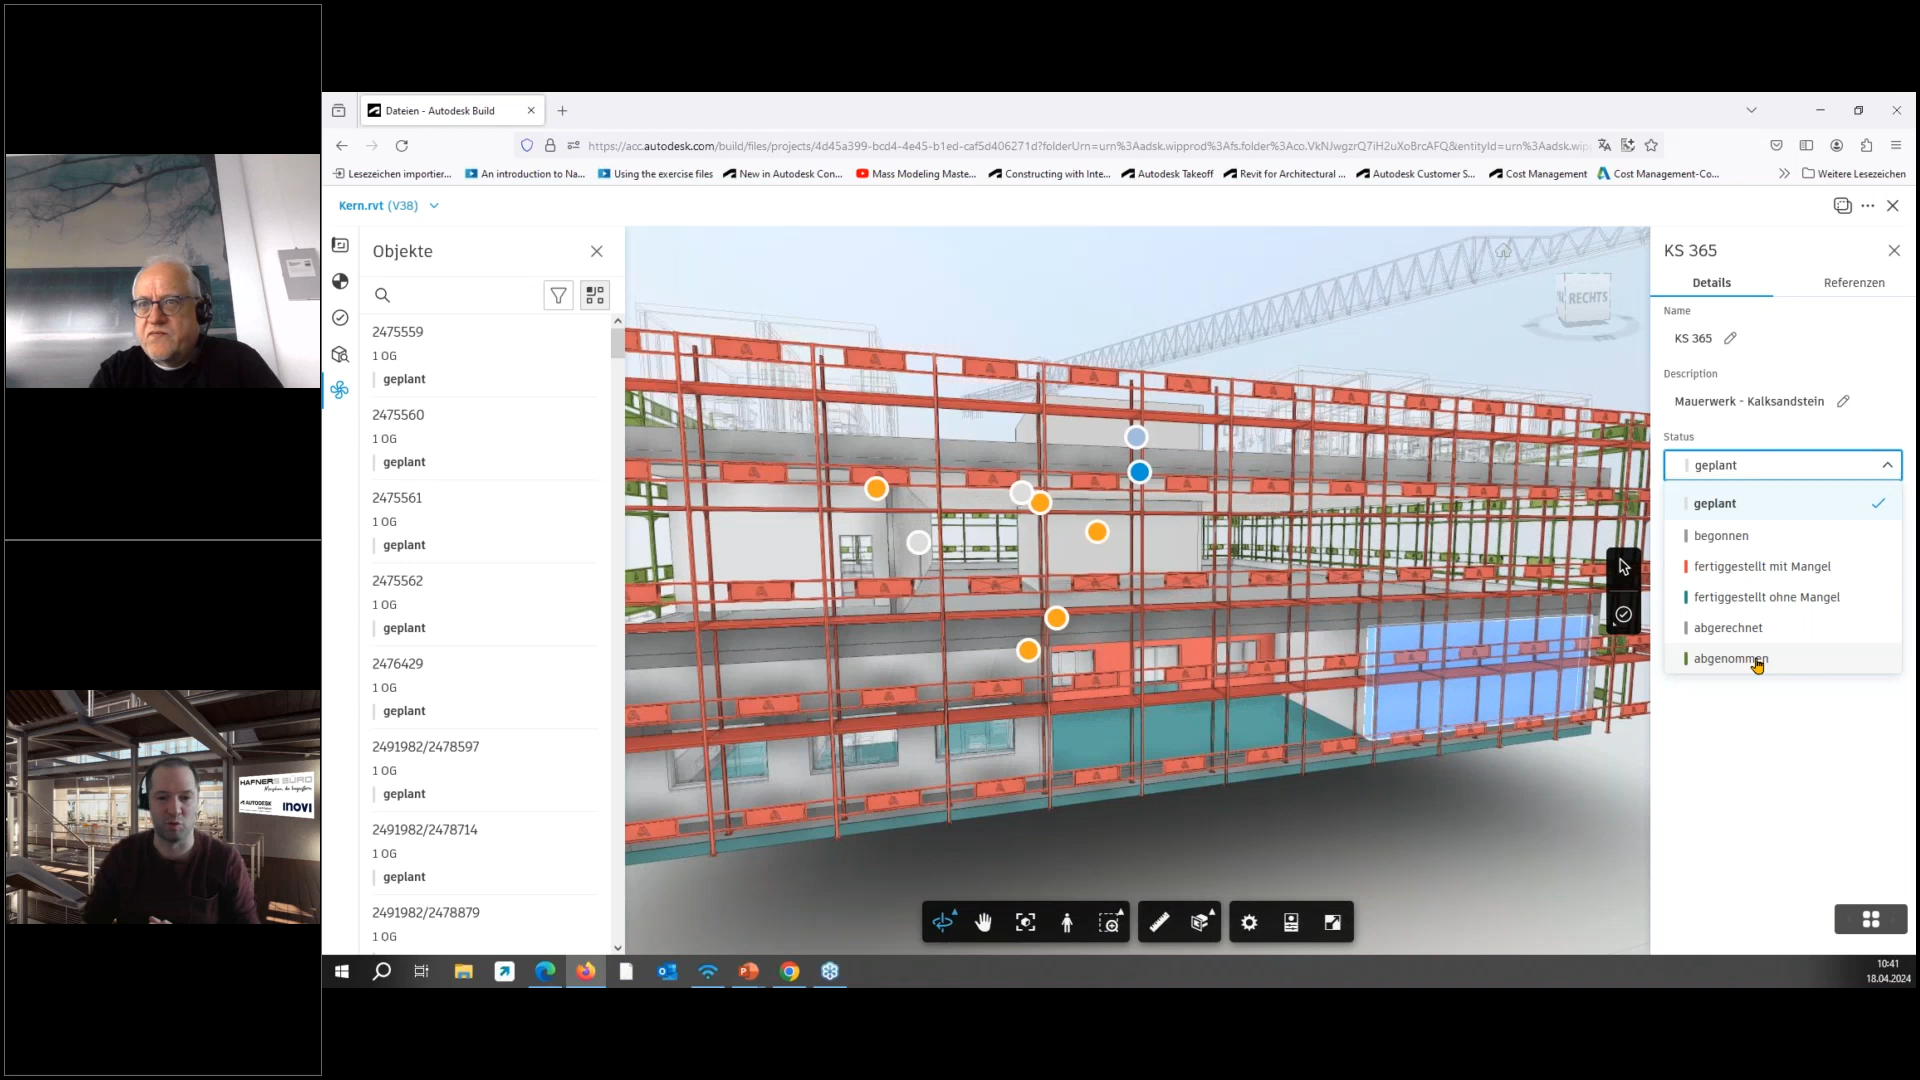 Dateien - Autodesk Build
https://acc.autodesk.com/build/files/projects/4d45a399-bcd4-4e45-b1ed-caf5d406271d?folderUrn=urn%3Aadsk.wipprod%3Afs.folder%3Aco.VkNJwgzrQ7iH2uXoBrcAFQ&entityId=urn%3Aadsk.wip
Lesezeichen importier...
An introduction to Na...
Using the exercise files
New in Autodesk Con...
Mass Modeling Maste...
Constructing with Inte...
Autodesk Takeoff
Revit for Architectural ...
Autodesk Customer S...
Cost Management
Cost Management-Co...
Weitere Lesezeichen
Kern.rvt (V38)
Objekte
2475559
1 OG
geplant
2475560
1 OG
geplant
2475561
1 OG
geplant
2475562
1 OG
geplant
2476429
1 OG
geplant
2491982/2478597
1 OG
geplant
2491982/2478714
1 OG
geplant
2491982/2478879
1 OG
RECHTS
KS 365
Details
Referenzen
Name
KS 365
Description
Mauerwerk - Kalksandstein
Status
geplant
geplant
begonnen
fertiggestellt mit Mangel
fertiggestellt ohne Mangel
abgerechnet
abgenommen
HAFNERS BÜRO
AUTODESK
INOVI
10:41
18.04.2024